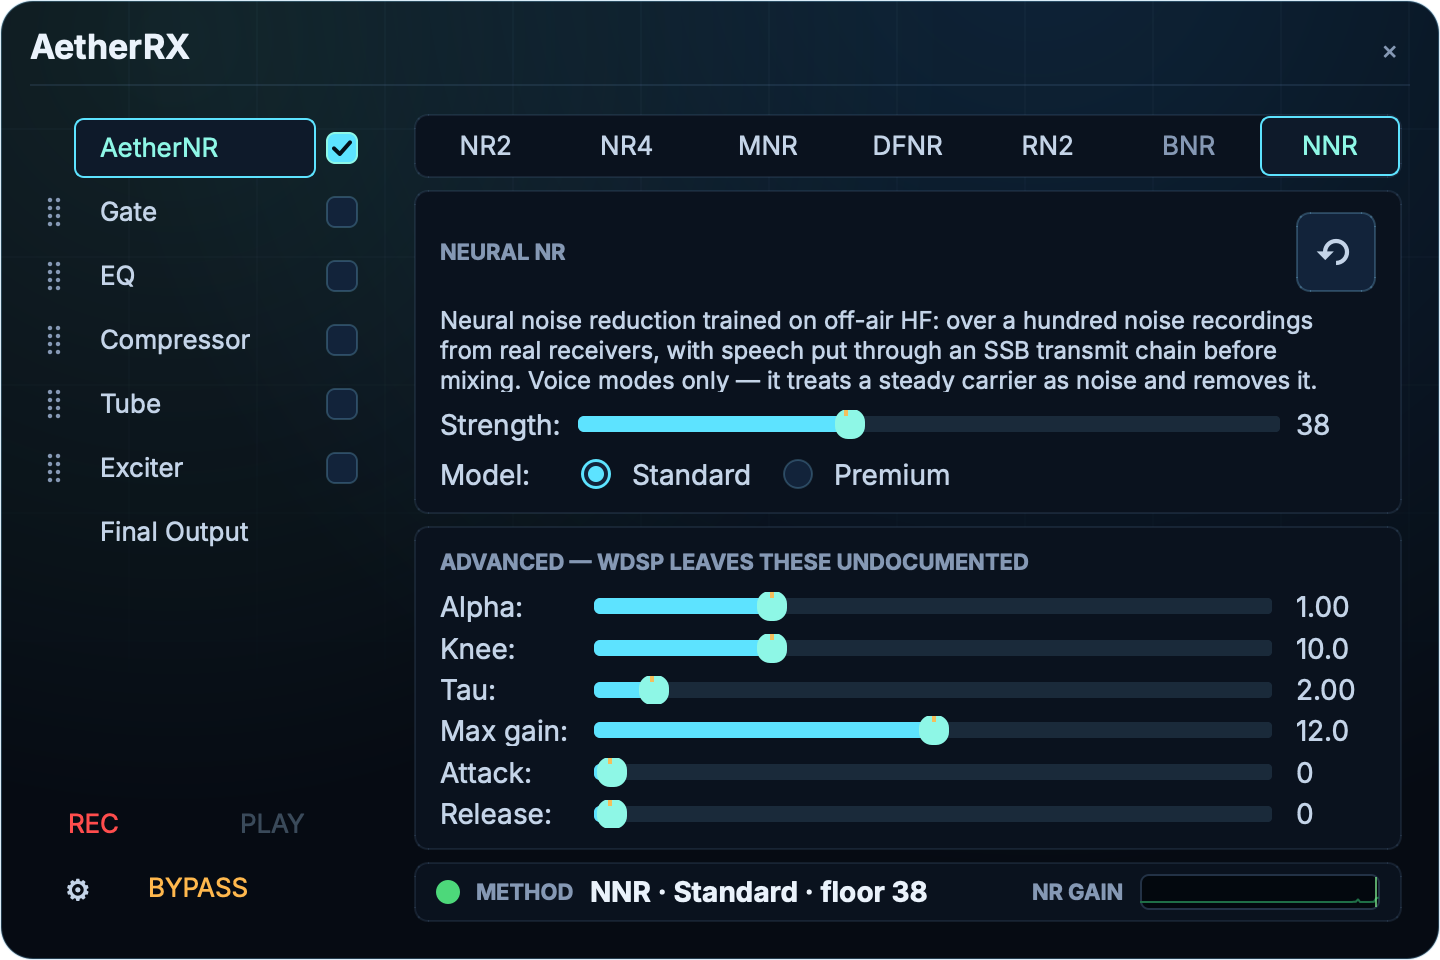 AetherRX
×
AetherNR
Gate
EQ
Compressor
Tube
Exciter
Final Output
REC PLAY
BYPASS
NR2 NR4 MNR DFNR RN2 BNR NNR
NEURAL NR
Neural noise reduction trained on off-air HF: over a hundred noise recordings
from real receivers, with speech put through an SSB transmit chain before
mixing. Voice modes only — it treats a steady carrier as noise and removes it.
Strength: 38
Model: Standard Premium
ADVANCED — WDSP LEAVES THESE UNDOCUMENTED
Alpha: 1.00
Knee: 10.0
Tau: 2.00
Max gain: 12.0
Attack: 0
Release: 0
METHOD NNR · Standard · floor 38 NR GAIN